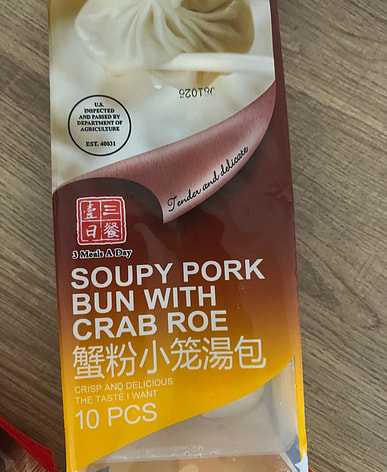 061026
U.S.
INSPECTED
AND PASSED BY
DEPARTMENT OF
AGRICULTURE
EST. 40031
Tender and delicate
壹三
日餐
3 Meals A Day
SOUPY PORK
BUN WITH
CRAB ROE
蟹粉小笼湯包
CRISP AND DELICIOUS
THE TASTE I WANT
10 PCS